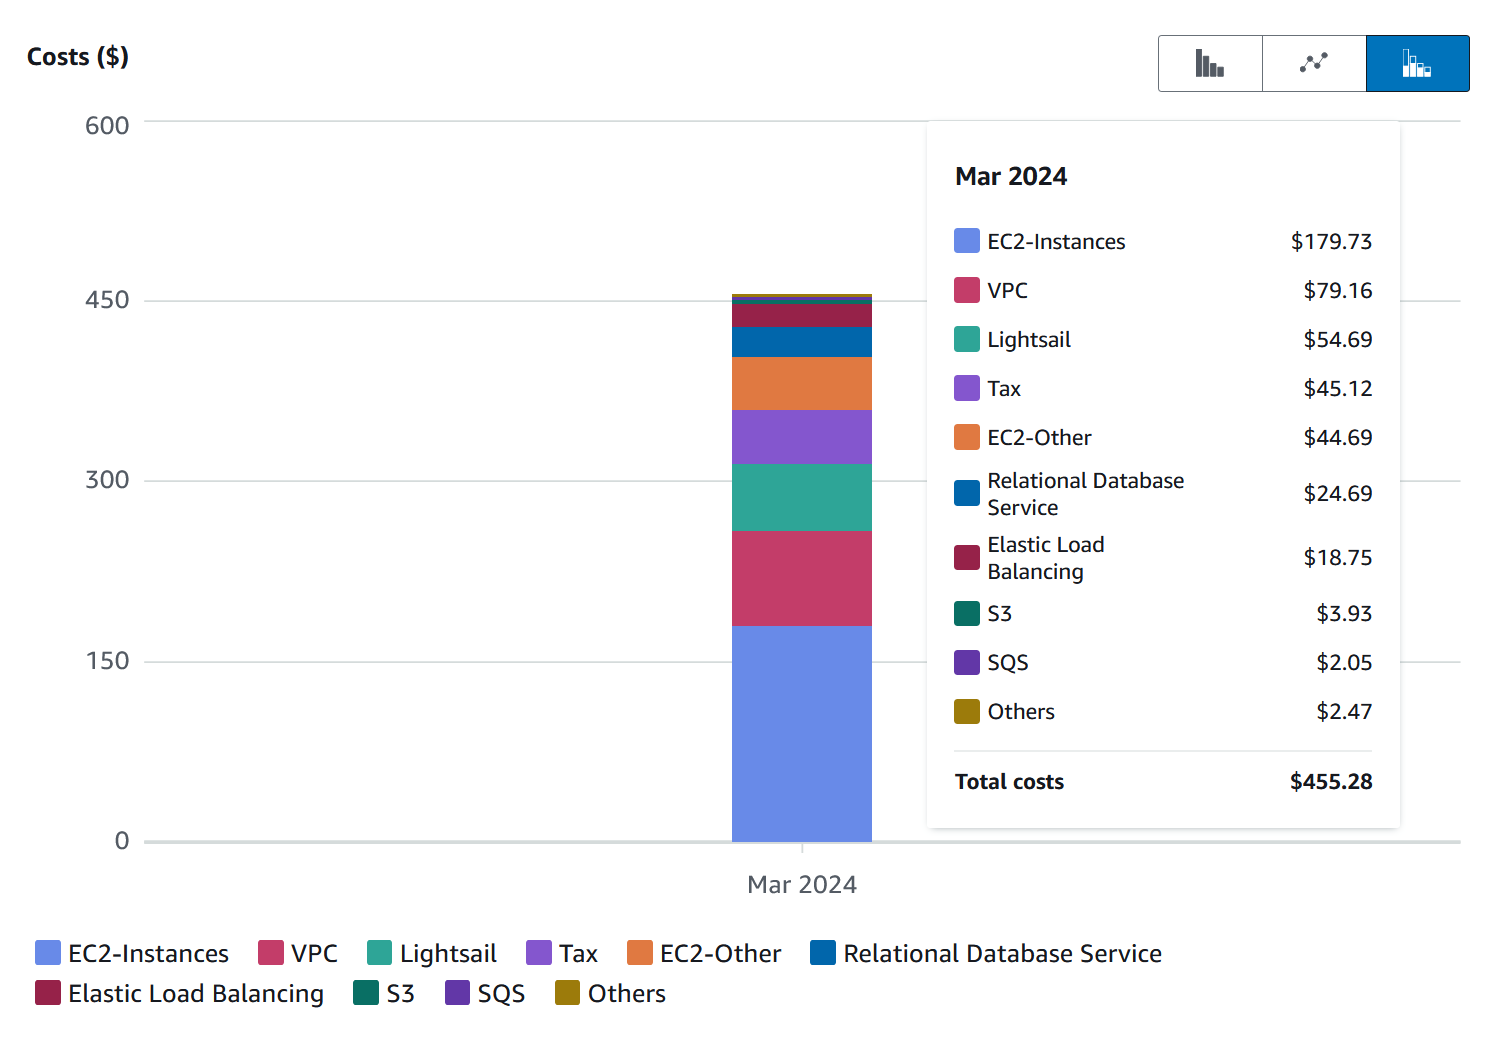 Costs ($)
600
450
300
150
0
Mar 2024
Mar 2024
EC2-Instances $179.73
VPC $79.16
Lightsail $54.69
Tax $45.12
EC2-Other $44.69
Relational Database
Service $24.69
Elastic Load
Balancing $18.75
S3 $3.93
SQS $2.05
Others $2.47
Total costs $455.28
EC2-Instances VPC Lightsail Tax EC2-Other Relational Database Service
Elastic Load Balancing S3 SQS Others